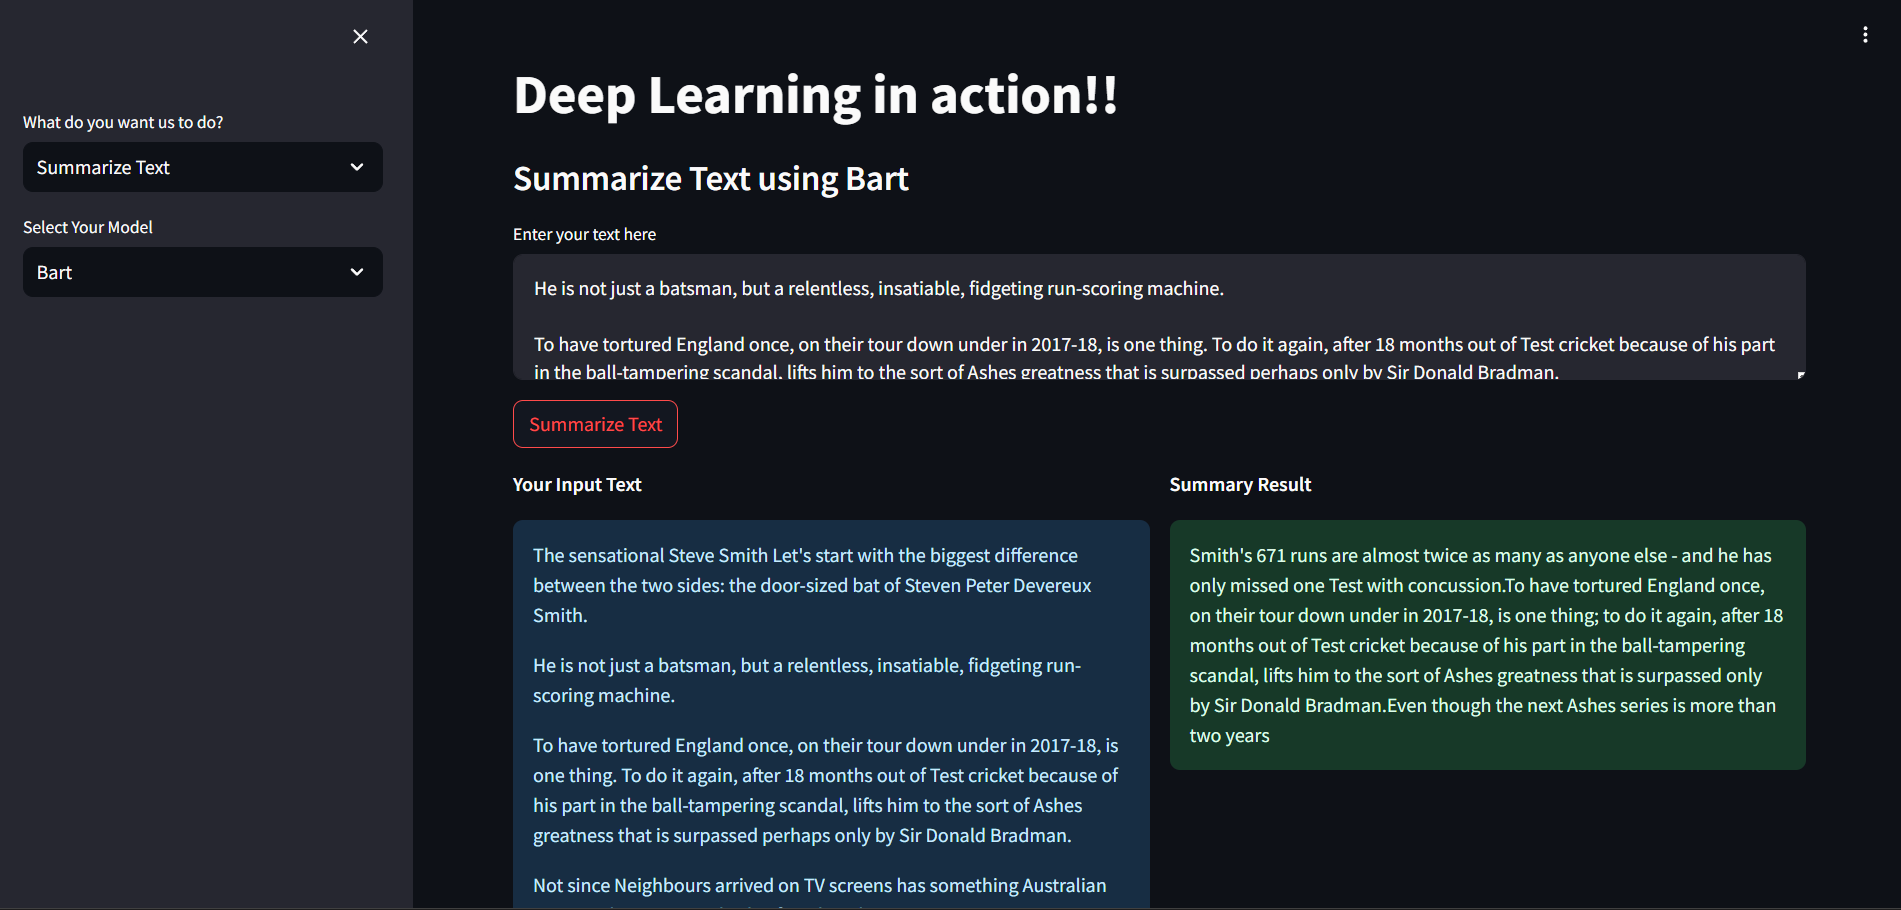 What do you want us to do?
Summarize Text
Select Your Model
Bart
Deep Learning in action!!
Summarize Text using Bart
Enter your text here
He is not just a batsman, but a relentless, insatiable, fidgeting run-scoring machine.
To have tortured England once, on their tour down under in 2017-18, is one thing. To do it again, after 18 months out of Test cricket because of his part
in the ball-tampering scandal, lifts him to the sort of Ashes greatness that is surpassed perhaps only by Sir Donald Bradman.
Summarize Text
Your Input Text
The sensational Steve Smith Let's start with the biggest difference
between the two sides: the door-sized bat of Steven Peter Devereux
Smith.
He is not just a batsman, but a relentless, insatiable, fidgeting run-
scoring machine.
To have tortured England once, on their tour down under in 2017-18, is
one thing. To do it again, after 18 months out of Test cricket because of
his part in the ball-tampering scandal, lifts him to the sort of Ashes
greatness that is surpassed perhaps only by Sir Donald Bradman.
Not since Neighbours arrived on TV screens has something Australian
Summary Result
Smith's 671 runs are almost twice as many as anyone else - and he has
only missed one Test with concussion.To have tortured England once,
on their tour down under in 2017-18, is one thing; to do it again, after 18
months out of Test cricket because of his part in the ball-tampering
scandal, lifts him to the sort of Ashes greatness that is surpassed only
by Sir Donald Bradman.Even though the next Ashes series is more than
two years